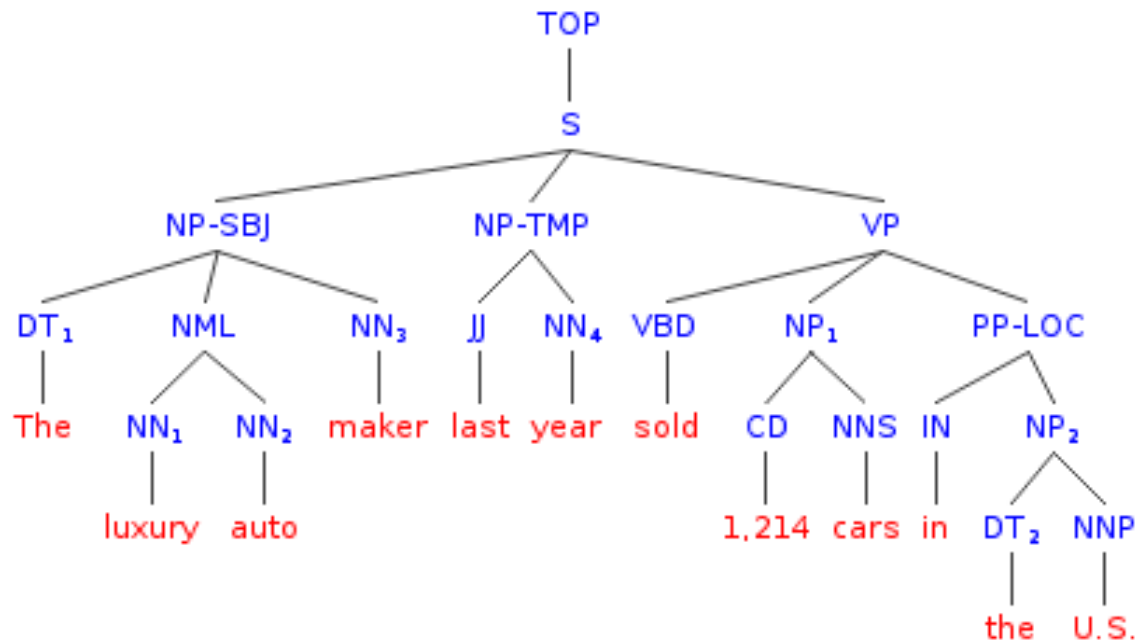 TOP
S
NP-SBJ NP-TMP VP
DT₁ NML NN₃ JJ NN₄ VBD NP₁ PP-LOC
The NN₁ NN₂ maker last year sold CD NNS IN NP₂
luxury auto 1,214 cars in DT₂ NNP
the U.S.